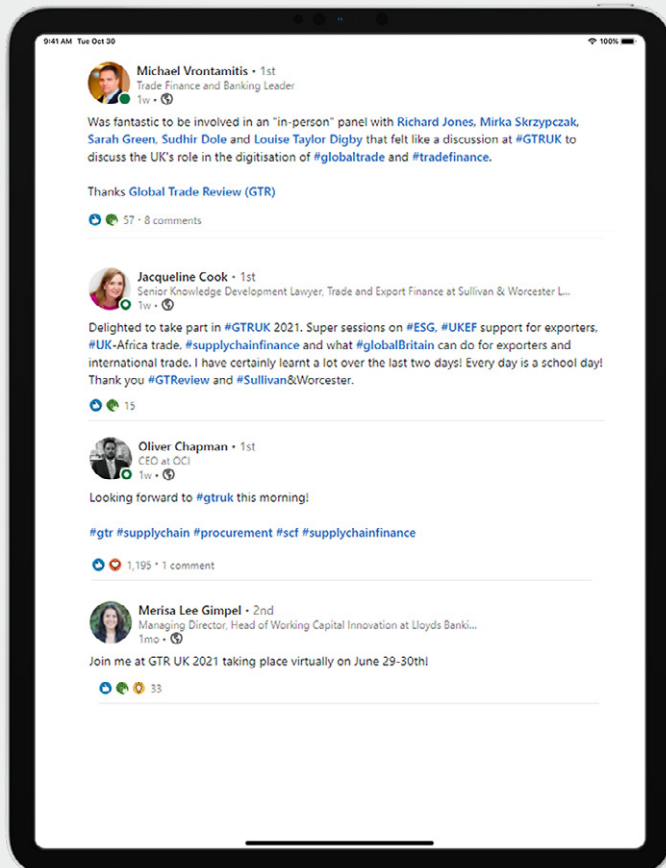 9:41 AM Tue Oct 30
100%
Michael Vrontamitis • 1st
Trade Finance and Banking Leader
1w •
Was fantastic to be involved in an "in-person" panel with Richard Jones, Mirka Skrzypczak,
Sarah Green, Sudhir Dole and Louise Taylor Digby that felt like a discussion at #GTRUK to
discuss the UK's role in the digitisation of #globaltrade and #tradefinance.
Thanks Global Trade Review (GTR)
57 · 8 comments
Jacqueline Cook • 1st
Senior Knowledge Development Lawyer, Trade and Export Finance at Sullivan & Worcester L...
1w •
Delighted to take part in #GTRUK 2021. Super sessions on #ESG, #UKEF support for exporters,
#UK-Africa trade, #supplychainfinance and what #globalBritain can do for exporters and
international trade. I have certainly learnt a lot over the last two days! Every day is a school day!
Thank you #GTReview and #Sullivan&Worcester.
15
Oliver Chapman • 1st
CEO at OCI
1w •
Looking forward to #gtruk this morning!
#gtr #supplychain #procurement #scf #supplychainfinance
1,195 • 1 comment
Merisa Lee Gimpel • 2nd
Managing Director, Head of Working Capital Innovation at Lloyds Banki...
1mo •
Join me at GTR UK 2021 taking place virtually on June 29-30th!
33